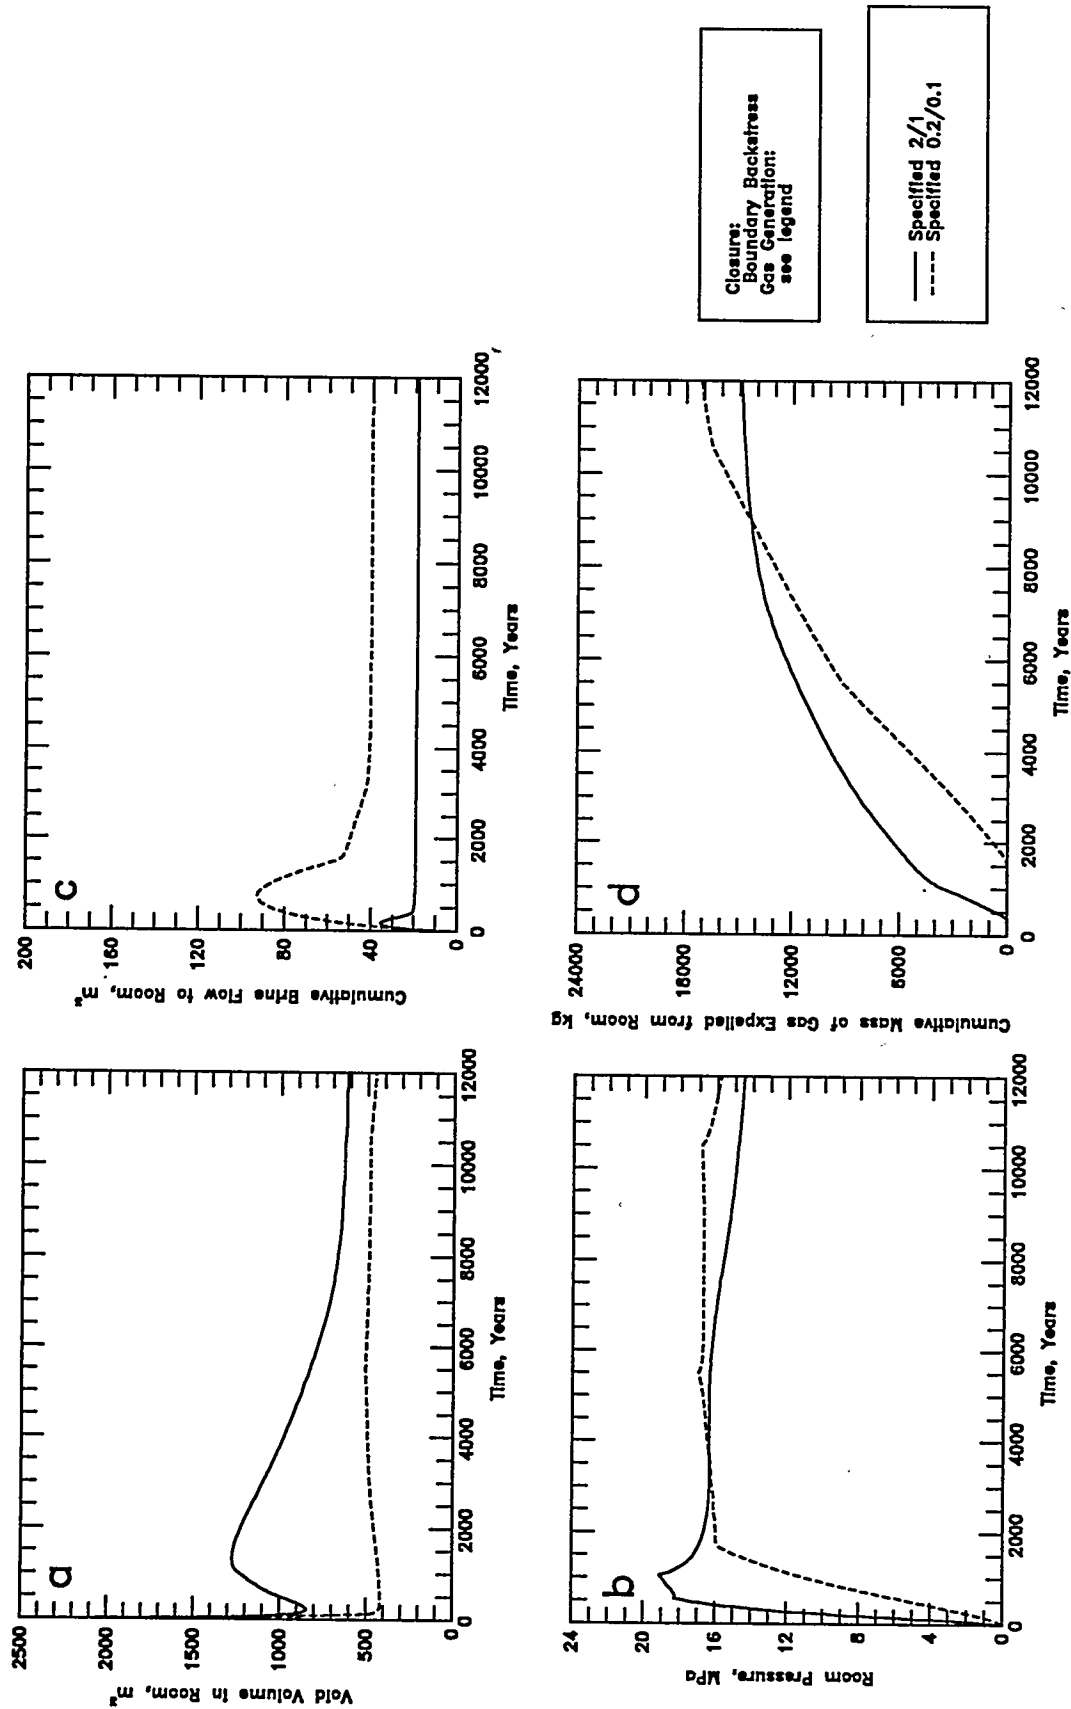 a
Void Volume in Room, m³
2500
2000
1500
1000
500
0
0 2000 4000 6000 8000 10000 12000
Time, Years
c
Cumulative Brine Flow to Room, m³
200
160
120
80
40
0
0 2000 4000 6000 8000 10000 12000
Time, Years
b
Room Pressure, MPa
24
20
16
12
8
4
0
0 2000 4000 6000 8000 10000 12000
Time, Years
d
Cumulative Mass of Gas Expelled from Room, kg
24000
18000
12000
6000
0
0 2000 4000 6000 8000 10000 12000
Time, Years
Closure:
Boundary Backstress
Gas Generation:
see legend
Specified 2/1
Specified 0.2/0.1